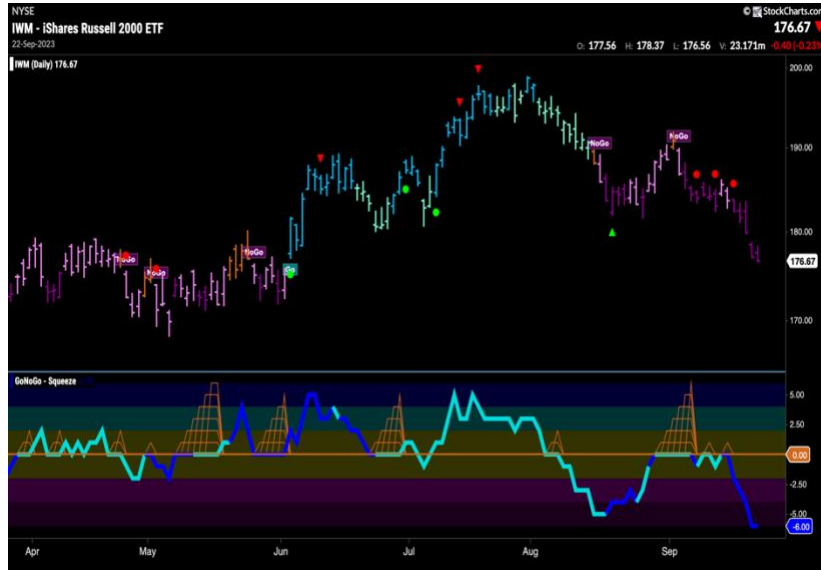 NYSE
© StockCharts.com
IWM - iShares Russell 2000 ETF
176.67
22-Sep-2023
O: 177.56 H: 178.37 L: 176.56 V: 23.171m -0.40 (-0.23%)
IWM (Daily) 176.67
200.00
190.00
NoGo
NoGo
180.00
NoGo
NoGo
NoGo
Go
176.67
170.00
GoNoGo - Squeeze
5.00
2.50
0.00
-2.50
-5.00
-6.00
Apr May Jun Jul Aug Sep